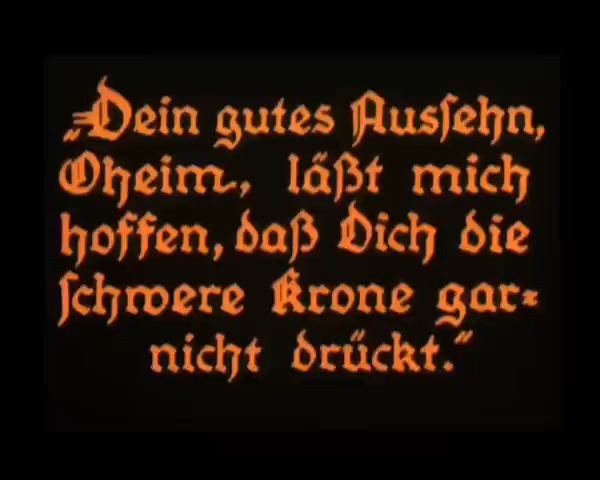 „Dein gutes Ausſehn,
Oheim, läßt mich
hoffen, daß Dich die
ſchwere Krone gar⸗
nicht drückt.“